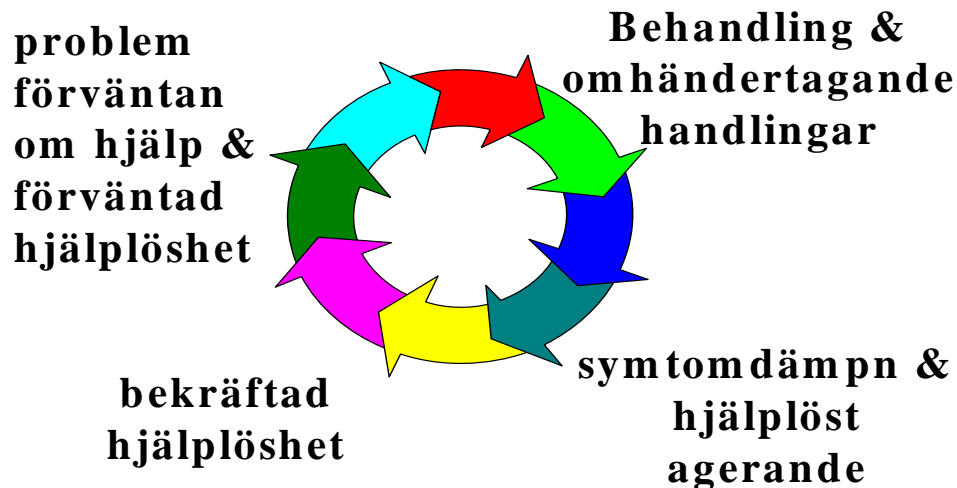 problem
förväntan
om hjälp &
förväntad
hjälplöshet
Behandling &
omhändertagande
handlingar
symtomdämpn &
hjälplöst
agerande
bekräftad
hjälplöshet